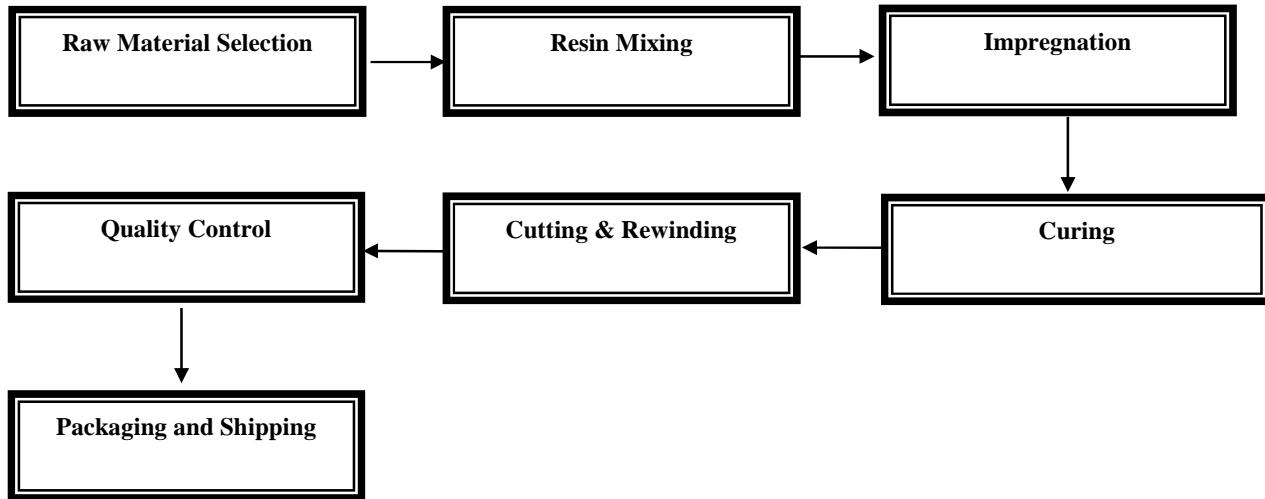 Raw Material Selection
Resin Mixing
Impregnation
Curing
Cutting & Rewinding
Quality Control
Packaging and Shipping